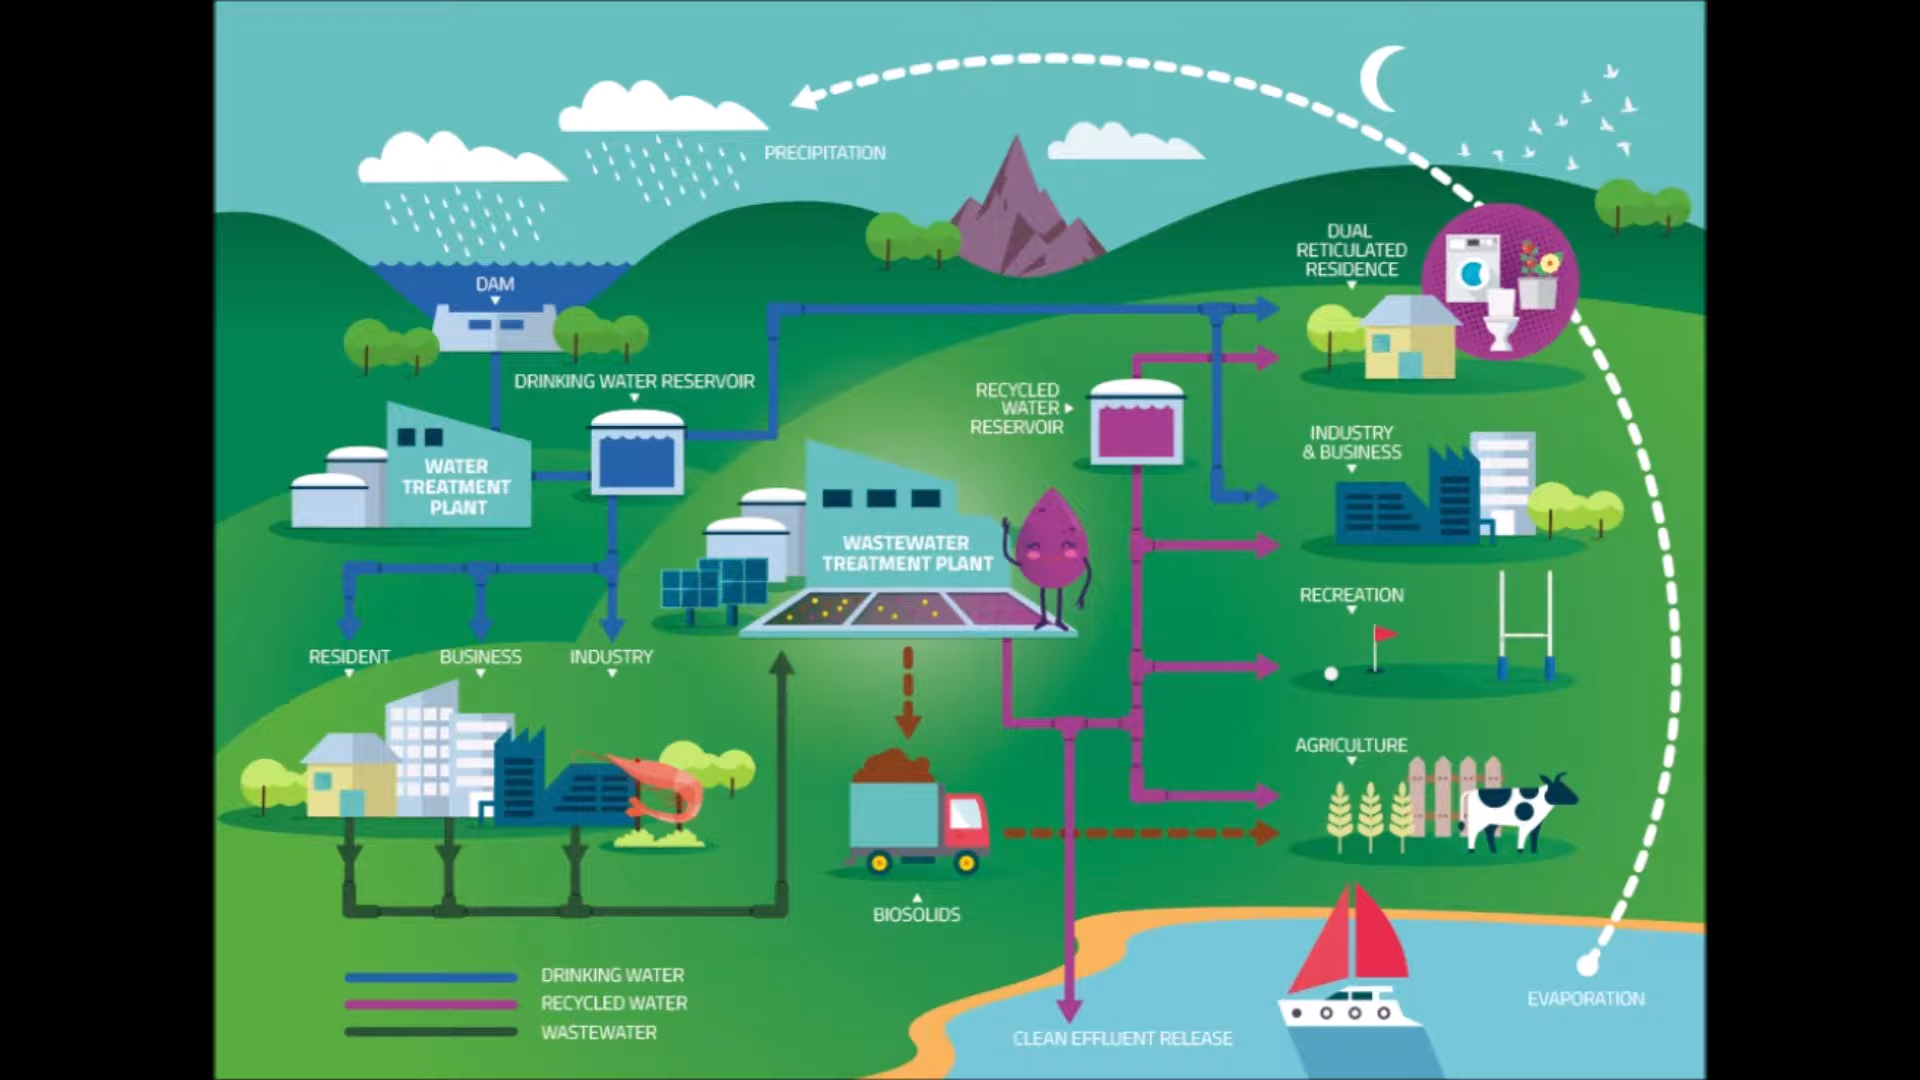 PRECIPITATION
DUAL
RETICULATED
RESIDENCE
DAM
DRINKING WATER RESERVOIR
RECYCLED
WATER
RESERVOIR
INDUSTRY
& BUSINESS
WATER
TREATMENT
PLANT
WASTEWATER
TREATMENT PLANT
RECREATION
RESIDENT
BUSINESS
INDUSTRY
AGRICULTURE
BIOSOLIDS
DRINKING WATER
RECYCLED WATER
WASTEWATER
EVAPORATION
CLEAN EFFLUENT RELEASE